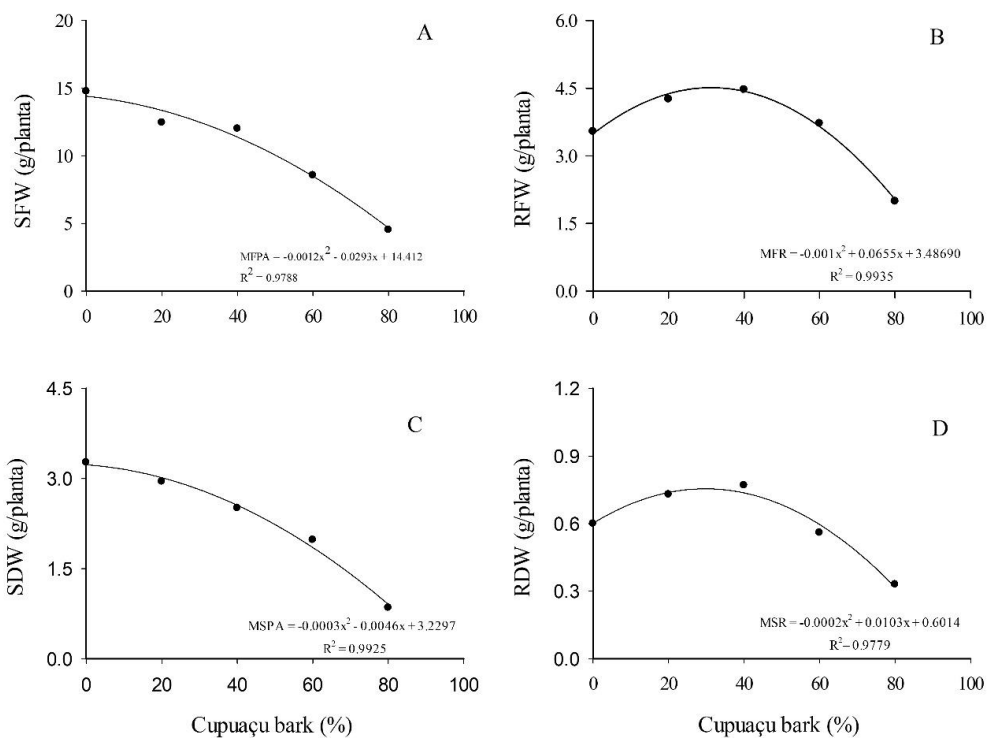 A
20
15
10
5
0
SFW (g/planta)
0 20 40 60 80 100
MFPA = -0.0012x² - 0.0293x + 14.412
R² = 0.9788
B
6.0
4.5
3.0
1.5
0.0
RFW (g/planta)
0 20 40 60 80 100
MFR = -0.001x² + 0.0655x + 3.48690
R² = 0.9935
C
4.5
3.0
1.5
0.0
SDW (g/planta)
0 20 40 60 80 100
MSPA = -0.0003x² - 0.0046x + 3.2297
R² = 0.9925
Cupuaçu bark (%)
D
1.2
0.9
0.6
0.3
0.0
RDW (g/planta)
0 20 40 60 80 100
MSR = -0.0002x² + 0.0103x + 0.6014
R² = 0.9779
Cupuaçu bark (%)